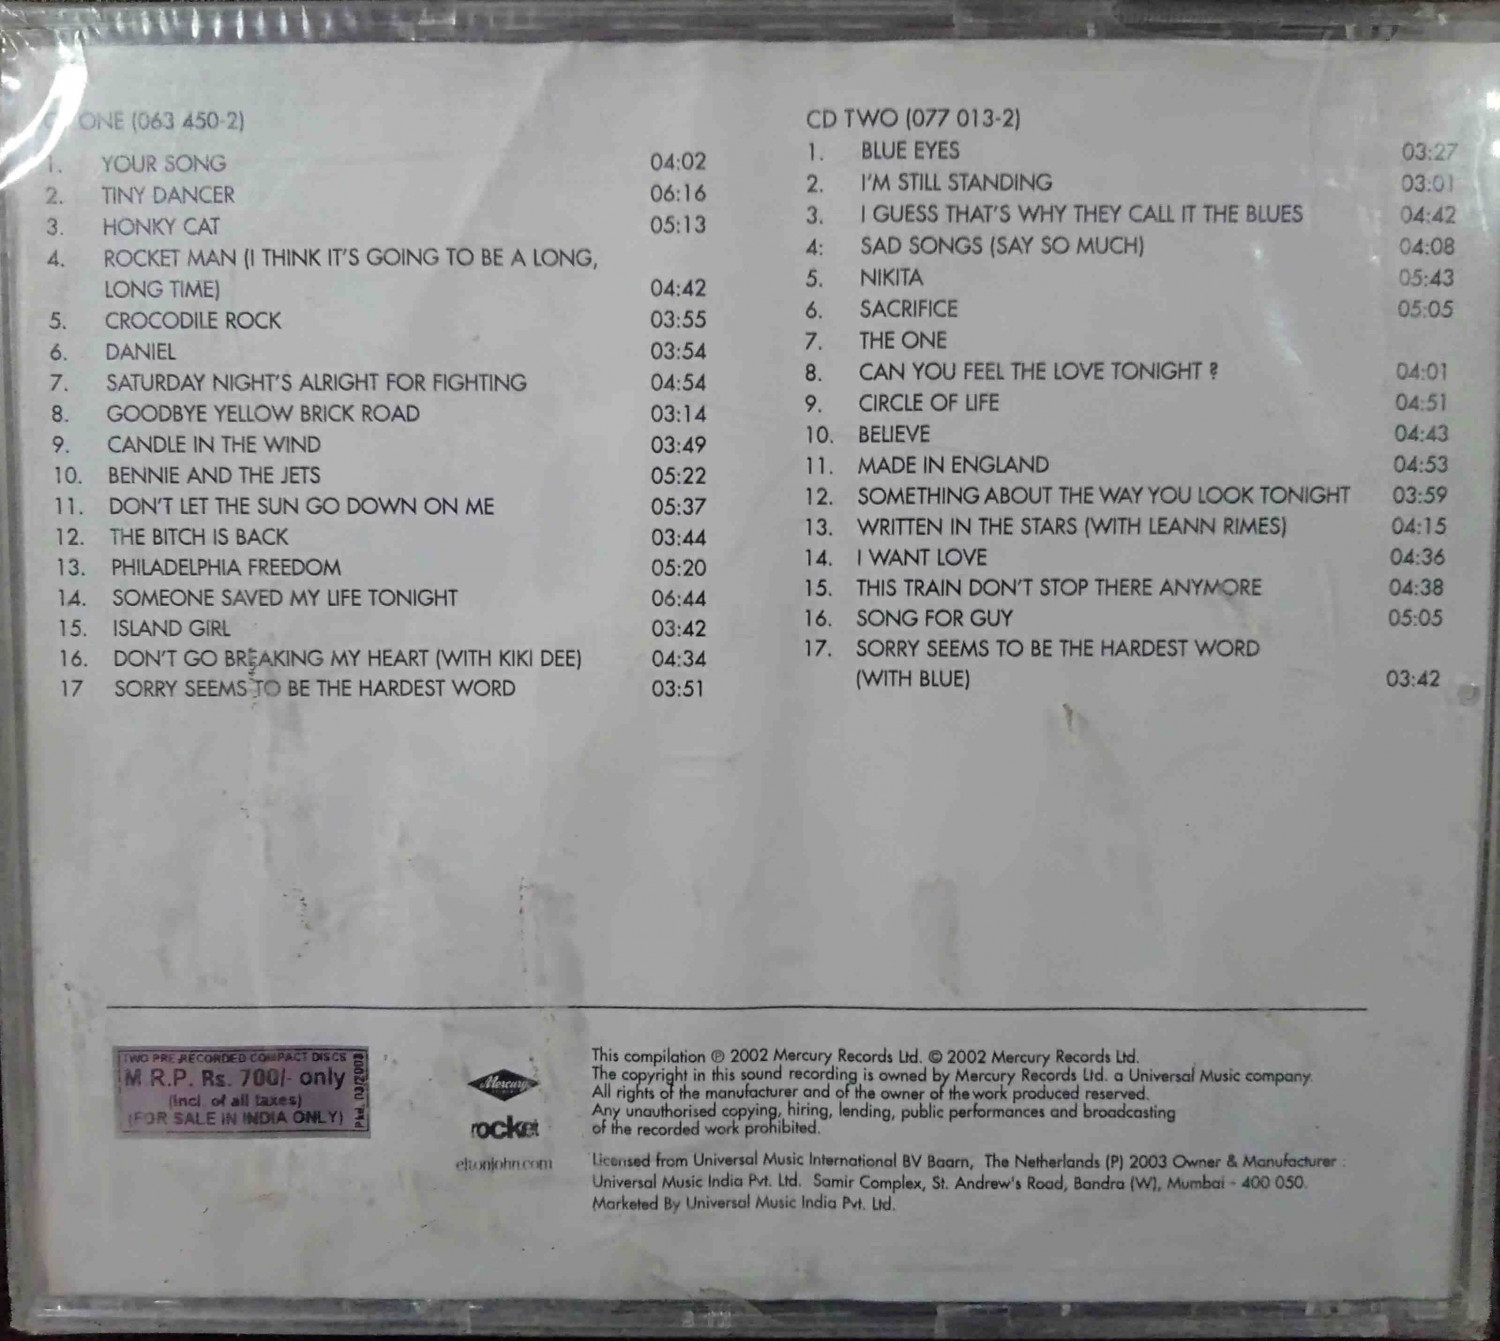 ONE (063 450-2)
1. YOUR SONG 04:02
2. TINY DANCER 06:16
3. HONKY CAT 05:13
4. ROCKET MAN (I THINK IT'S GOING TO BE A LONG,
LONG TIME) 04:42
5. CROCODILE ROCK 03:55
6. DANIEL 03:54
7. SATURDAY NIGHT'S ALRIGHT FOR FIGHTING 04:54
8. GOODBYE YELLOW BRICK ROAD 03:14
9. CANDLE IN THE WIND 03:49
10. BENNIE AND THE JETS 05:22
11. DON'T LET THE SUN GO DOWN ON ME 05:37
12. THE BITCH IS BACK 03:44
13. PHILADELPHIA FREEDOM 05:20
14. SOMEONE SAVED MY LIFE TONIGHT 06:44
15. ISLAND GIRL 03:42
16. DON'T GO BREAKING MY HEART (WITH KIKI DEE) 04:34
17 SORRY SEEMS TO BE THE HARDEST WORD 03:51
CD TWO (077 013-2)
1. BLUE EYES 03:27
2. I'M STILL STANDING 03:01
3. I GUESS THAT'S WHY THEY CALL IT THE BLUES 04:42
4: SAD SONGS (SAY SO MUCH) 04:08
5. NIKITA 05:43
6. SACRIFICE 05:05
7. THE ONE
8. CAN YOU FEEL THE LOVE TONIGHT ? 04:01
9. CIRCLE OF LIFE 04:51
10. BELIEVE 04:43
11. MADE IN ENGLAND 04:53
12. SOMETHING ABOUT THE WAY YOU LOOK TONIGHT 03:59
13. WRITTEN IN THE STARS (WITH LEANN RIMES) 04:15
14. I WANT LOVE 04:36
15. THIS TRAIN DON'T STOP THERE ANYMORE 04:38
16. SONG FOR GUY 05:05
17. SORRY SEEMS TO BE THE HARDEST WORD
(WITH BLUE) 03:42
TWO PRE-RECORDED COMPACT DISCS
M R.P. Rs. 700/- only
(Incl. of all taxes)
(FOR SALE IN INDIA ONLY)
Pkd. 03/2003
Mercury
rocket
eltonjohn.com
This compilation ℗ 2002 Mercury Records Ltd. © 2002 Mercury Records Ltd.
The copyright in this sound recording is owned by Mercury Records Ltd. a Universal Music company.
All rights of the manufacturer and of the owner of the work produced reserved.
Any unauthorised copying, hiring, lending, public performances and broadcasting
of the recorded work prohibited.
Licensed from Universal Music International BV Baarn, The Netherlands (P) 2003 Owner & Manufacturer :
Universal Music India Pvt. Ltd. Samir Complex, St. Andrew's Road, Bandra (W), Mumbai - 400 050.
Marketed By Universal Music India Pvt. Ltd.